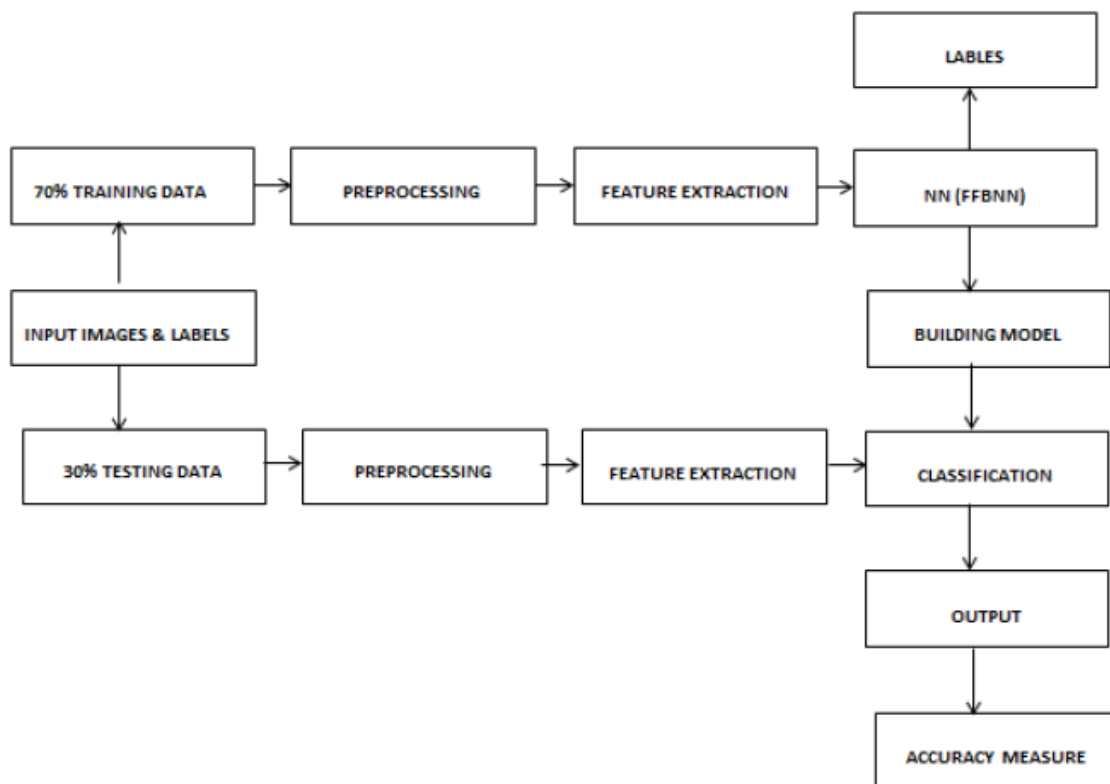 LABLES
70% TRAINING DATA
PREPROCESSING
FEATURE EXTRACTION
NN (FFBNN)
INPUT IMAGES & LABELS
BUILDING MODEL
30% TESTING DATA
PREPROCESSING
FEATURE EXTRACTION
CLASSIFICATION
OUTPUT
ACCURACY MEASURE